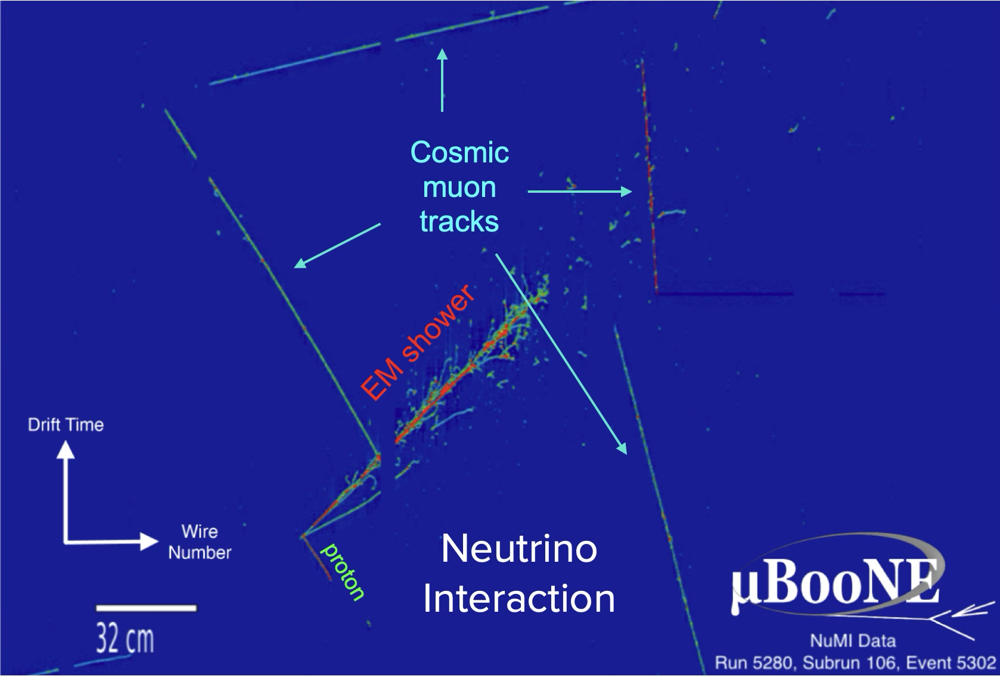 Cosmic
muon
tracks
EM shower
Drift Time
Wire
Number
proton
Neutrino
Interaction
32 cm
µBooNE
NuMI Data
Run 5280, Subrun 106, Event 5302